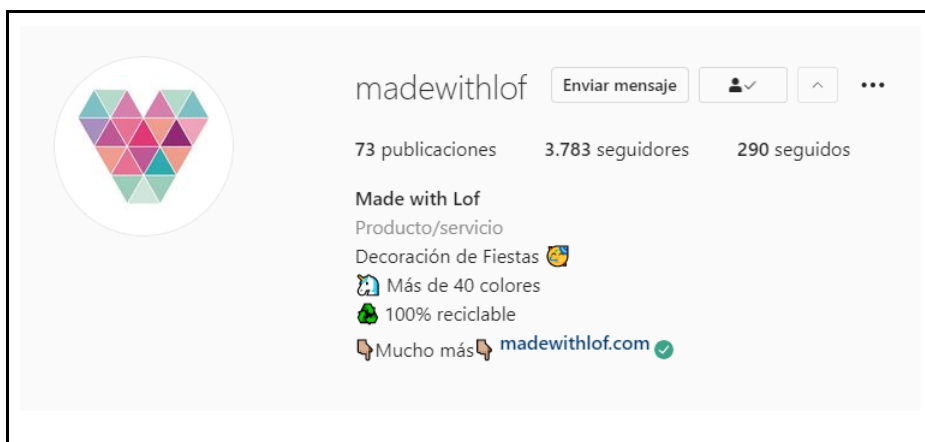 madewithlof Enviar mensaje
73 publicaciones 3.783 seguidores 290 seguidos
Made with Lof
Producto/servicio
Decoración de Fiestas 🥳
🦄 Más de 40 colores
♻ 100% reciclable
👇🏽Mucho más👇🏽 madewithlof.com